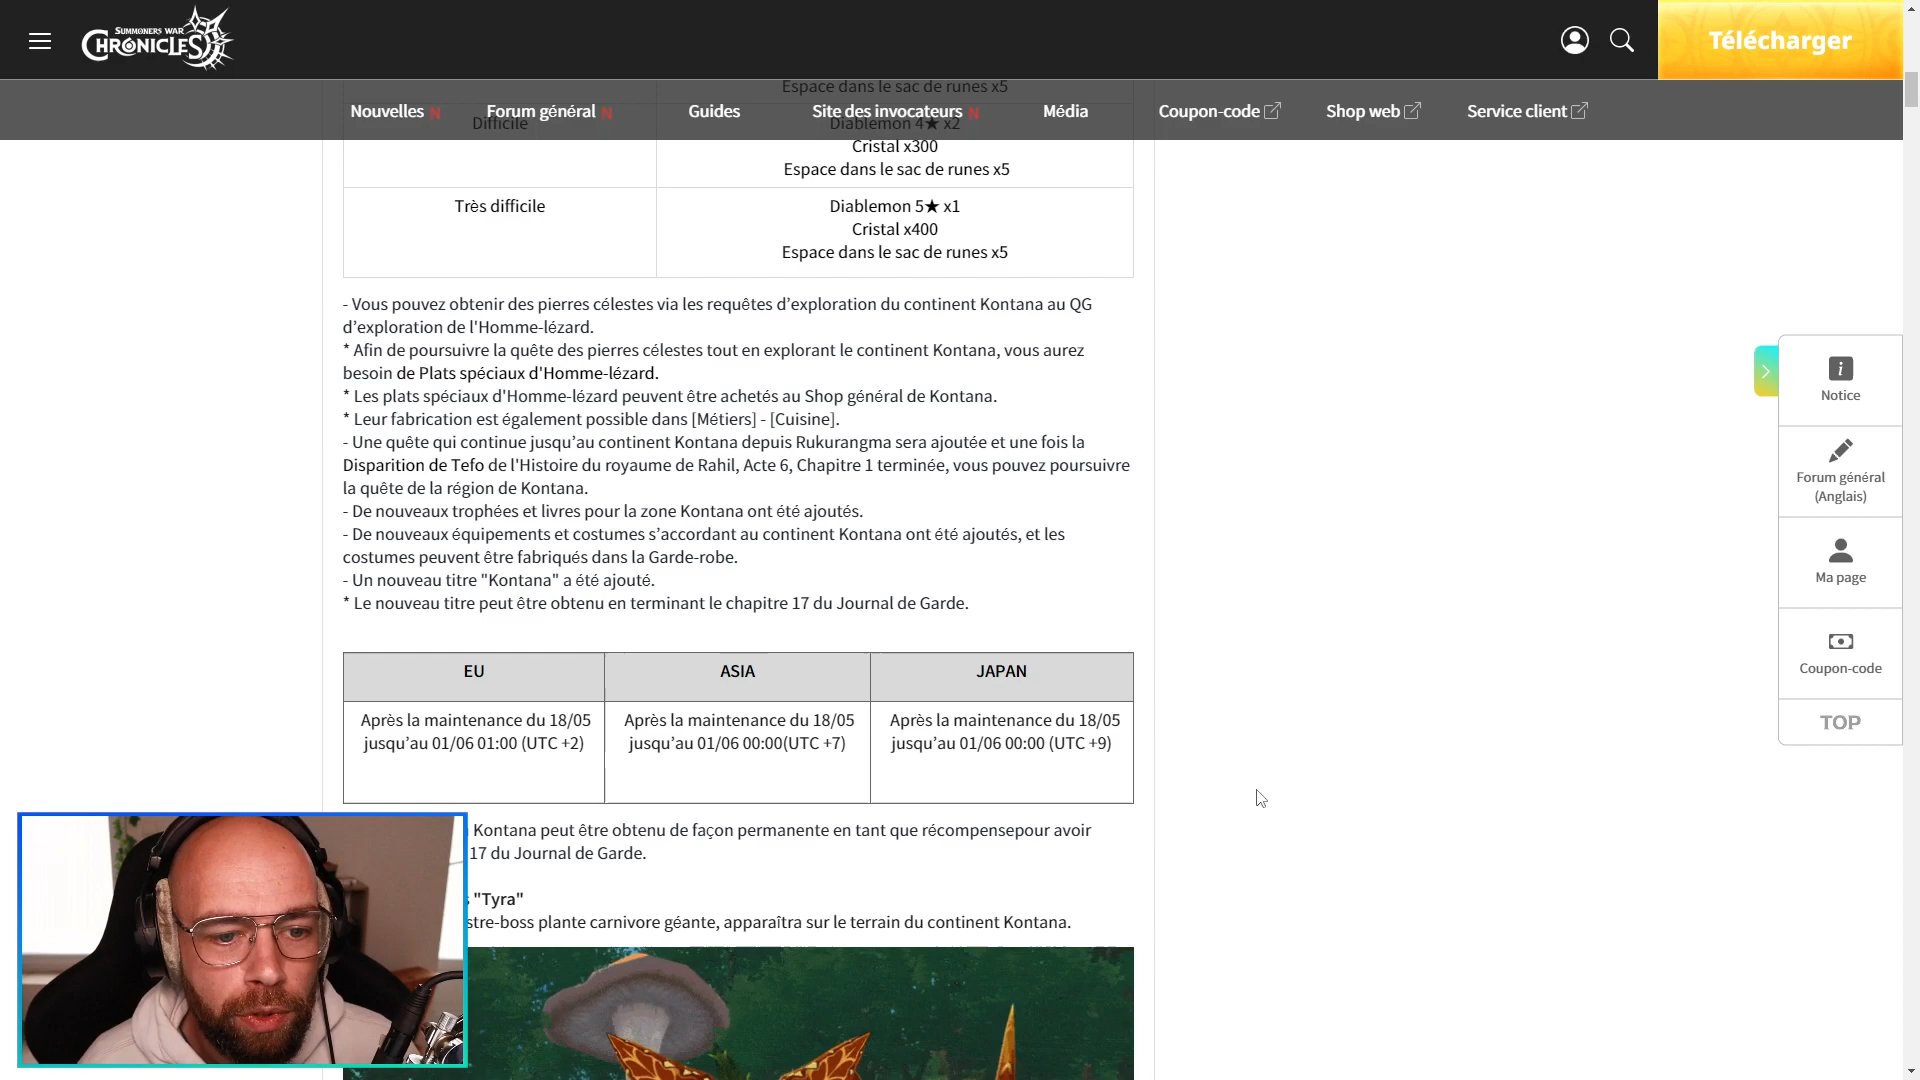 SUMMONERS WAR
CHRONICLES
Télécharger
Espace dans le sac de runes x5
Nouvelles N
Forum général N
Guides
Site des invocateurs N
Média
Coupon-code
Shop web
Service client
Difficile
Diablemon 4★ x2
Cristal x300
Espace dans le sac de runes x5
Très difficile
Diablemon 5★ x1
Cristal x400
Espace dans le sac de runes x5
- Vous pouvez obtenir des pierres célestes via les requêtes d’exploration du continent Kontana au QG
d’exploration de l'Homme-lézard.
* Afin de poursuivre la quête des pierres célestes tout en explorant le continent Kontana, vous aurez
besoin de Plats spéciaux d'Homme-lézard.
* Les plats spéciaux d'Homme-lézard peuvent être achetés au Shop général de Kontana.
* Leur fabrication est également possible dans [Métiers] - [Cuisine].
- Une quête qui continue jusqu’au continent Kontana depuis Rukurangma sera ajoutée et une fois la
Disparition de Tefo de l'Histoire du royaume de Rahil, Acte 6, Chapitre 1 terminée, vous pouvez poursuivre
la quête de la région de Kontana.
- De nouveaux trophées et livres pour la zone Kontana ont été ajoutés.
- De nouveaux équipements et costumes s’accordant au continent Kontana ont été ajoutés, et les
costumes peuvent être fabriqués dans la Garde-robe.
- Un nouveau titre "Kontana" a été ajouté.
* Le nouveau titre peut être obtenu en terminant le chapitre 17 du Journal de Garde.
EU
ASIA
JAPAN
Après la maintenance du 18/05
jusqu’au 01/06 01:00 (UTC +2)
Après la maintenance du 18/05
jusqu’au 01/06 00:00(UTC +7)
Après la maintenance du 18/05
jusqu’au 01/06 00:00 (UTC +9)
Kontana peut être obtenu de façon permanente en tant que récompensepour avoir
17 du Journal de Garde.
"Tyra"
stre-boss plante carnivore géante, apparaîtra sur le terrain du continent Kontana.
Notice
Forum général
(Anglais)
Ma page
Coupon-code
TOP